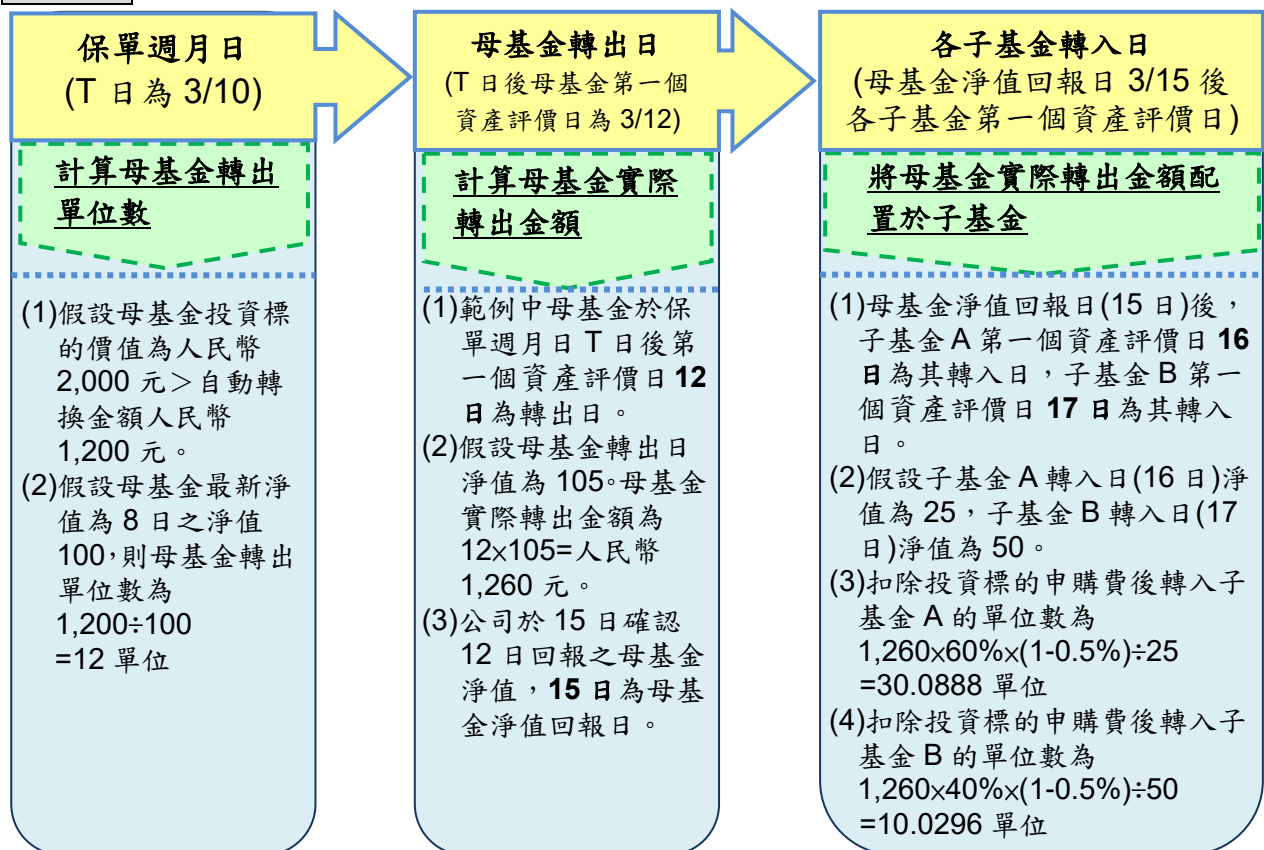 保單週月日
(T 日為 3/10)
計算母基金轉出
單位數
(1)假設母基金投資標
的價值為人民幣
2,000 元＞自動轉
換金額人民幣
1,200 元。
(2)假設母基金最新淨
值為 8 日之淨值
100，則母基金轉出
單位數為
1,200÷100
=12 單位
母基金轉出日
(T 日後母基金第一個
資產評價日為 3/12)
計算母基金實際
轉出金額
(1)範例中母基金於保
單週月日 T 日後第
一個資產評價日 12
日為轉出日。
(2)假設母基金轉出日
淨值為 105。母基金
實際轉出金額為
12×105=人民幣
1,260 元。
(3)公司於 15 日確認
12 日回報之母基金
淨值，15 日為母基
金淨值回報日。
各子基金轉入日
(母基金淨值回報日 3/15 後
各子基金第一個資產評價日)
將母基金實際轉出金額配
置於子基金
(1)母基金淨值回報日(15 日)後，
子基金 A 第一個資產評價日 16
日為其轉入日，子基金 B 第一
個資產評價日 17 日為其轉入
日。
(2)假設子基金 A 轉入日(16 日)淨
值為 25，子基金 B 轉入日(17
日)淨值為 50。
(3)扣除投資標的申購費後轉入子
基金 A 的單位數為
1,260×60%×(1-0.5%)÷25
=30.0888 單位
(4)扣除投資標的申購費後轉入子
基金 B 的單位數為
1,260×40%×(1-0.5%)÷50
=10.0296 單位